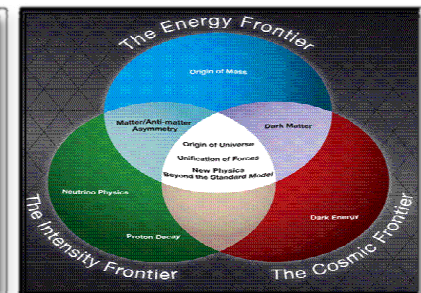 The Energy Frontier
Origin of Mass
Matter/Anti-matter
Asymmetry
Dark Matter
Origin of Universe
Unification of Forces
New Physics
Beyond the Standard Model
Neutrino Physics
Dark Energy
Proton Decay
The Intensity Frontier
The Cosmic Frontier